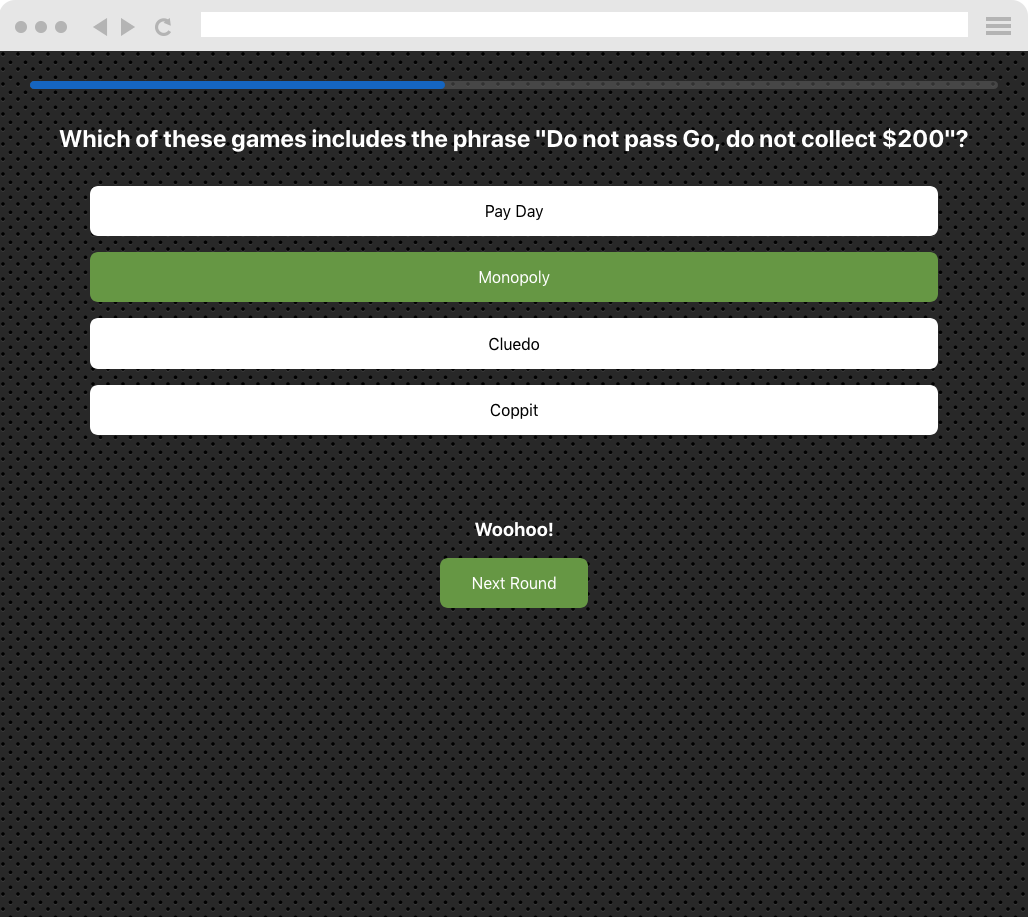 Which of these games includes the phrase "Do not pass Go, do not collect $200"?
Pay Day
Monopoly
Cluedo
Coppit
Woohoo!
Next Round